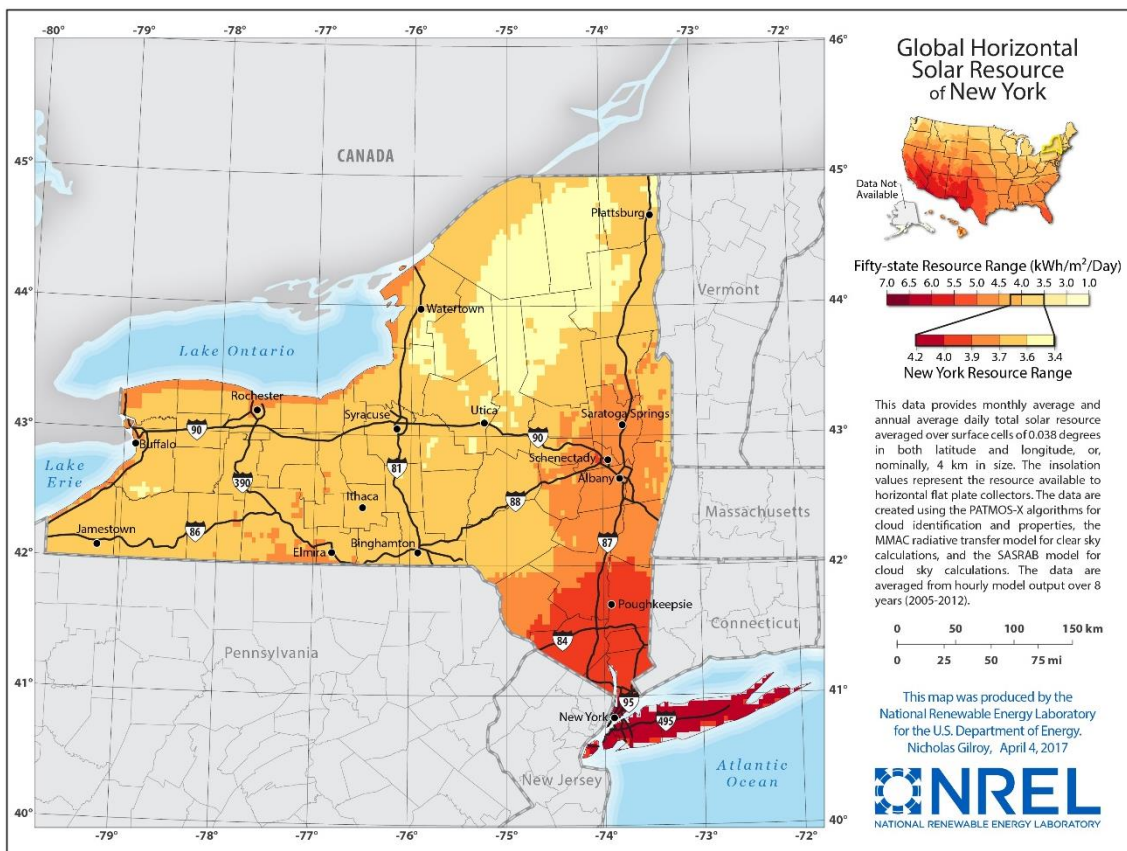 -80° -79° -78° -77° -76° -75° -74° -73° -72°
46°
46°
45°
45°
44°
44°
43°
43°
42°
42°
41°
41°
40°
40°
-79° -78° -77° -76° -75° -74° -73° -72°
CANADA
Plattsburg
Vermont
Watertown
Lake Ontario
Rochester
Syracuse
Utica
Saratoga Springs
90
90
Buffalo
Schenectady
Albany
Lake
Erie
390
81
88
Ithaca
Massachusetts
Jamestown
86
Elmira
Binghamton
87
Poughkeepsie
Connecticut
84
Pennsylvania
95
New York
495
New Jersey
Atlantic
Ocean
Global Horizontal
Solar Resource
of New York
Data Not
Available
Fifty-state Resource Range (kWh/m²/Day)
7.0 6.5 6.0 5.5 5.0 4.5 4.0 3.5 3.0 1.0
4.2 4.0 3.9 3.7 3.6 3.4
New York Resource Range
This data provides monthly average and
annual average daily total solar resource
averaged over surface cells of 0.038 degrees
in both latitude and longitude, or,
nominally, 4 km in size. The insolation
values represent the resource available to
horizontal flat plate collectors. The data are
created using the PATMOS-X algorithms for
cloud identification and properties, the
MMAC radiative transfer model for clear sky
calculations, and the SASRAB model for
cloud sky calculations. The data are
averaged from hourly model output over 8
years (2005-2012).
0 50 100 150 km
0 25 50 75 mi
This map was produced by the
National Renewable Energy Laboratory
for the U.S. Department of Energy.
Nicholas Gilroy, April 4, 2017
NREL
NATIONAL RENEWABLE ENERGY LABORATORY